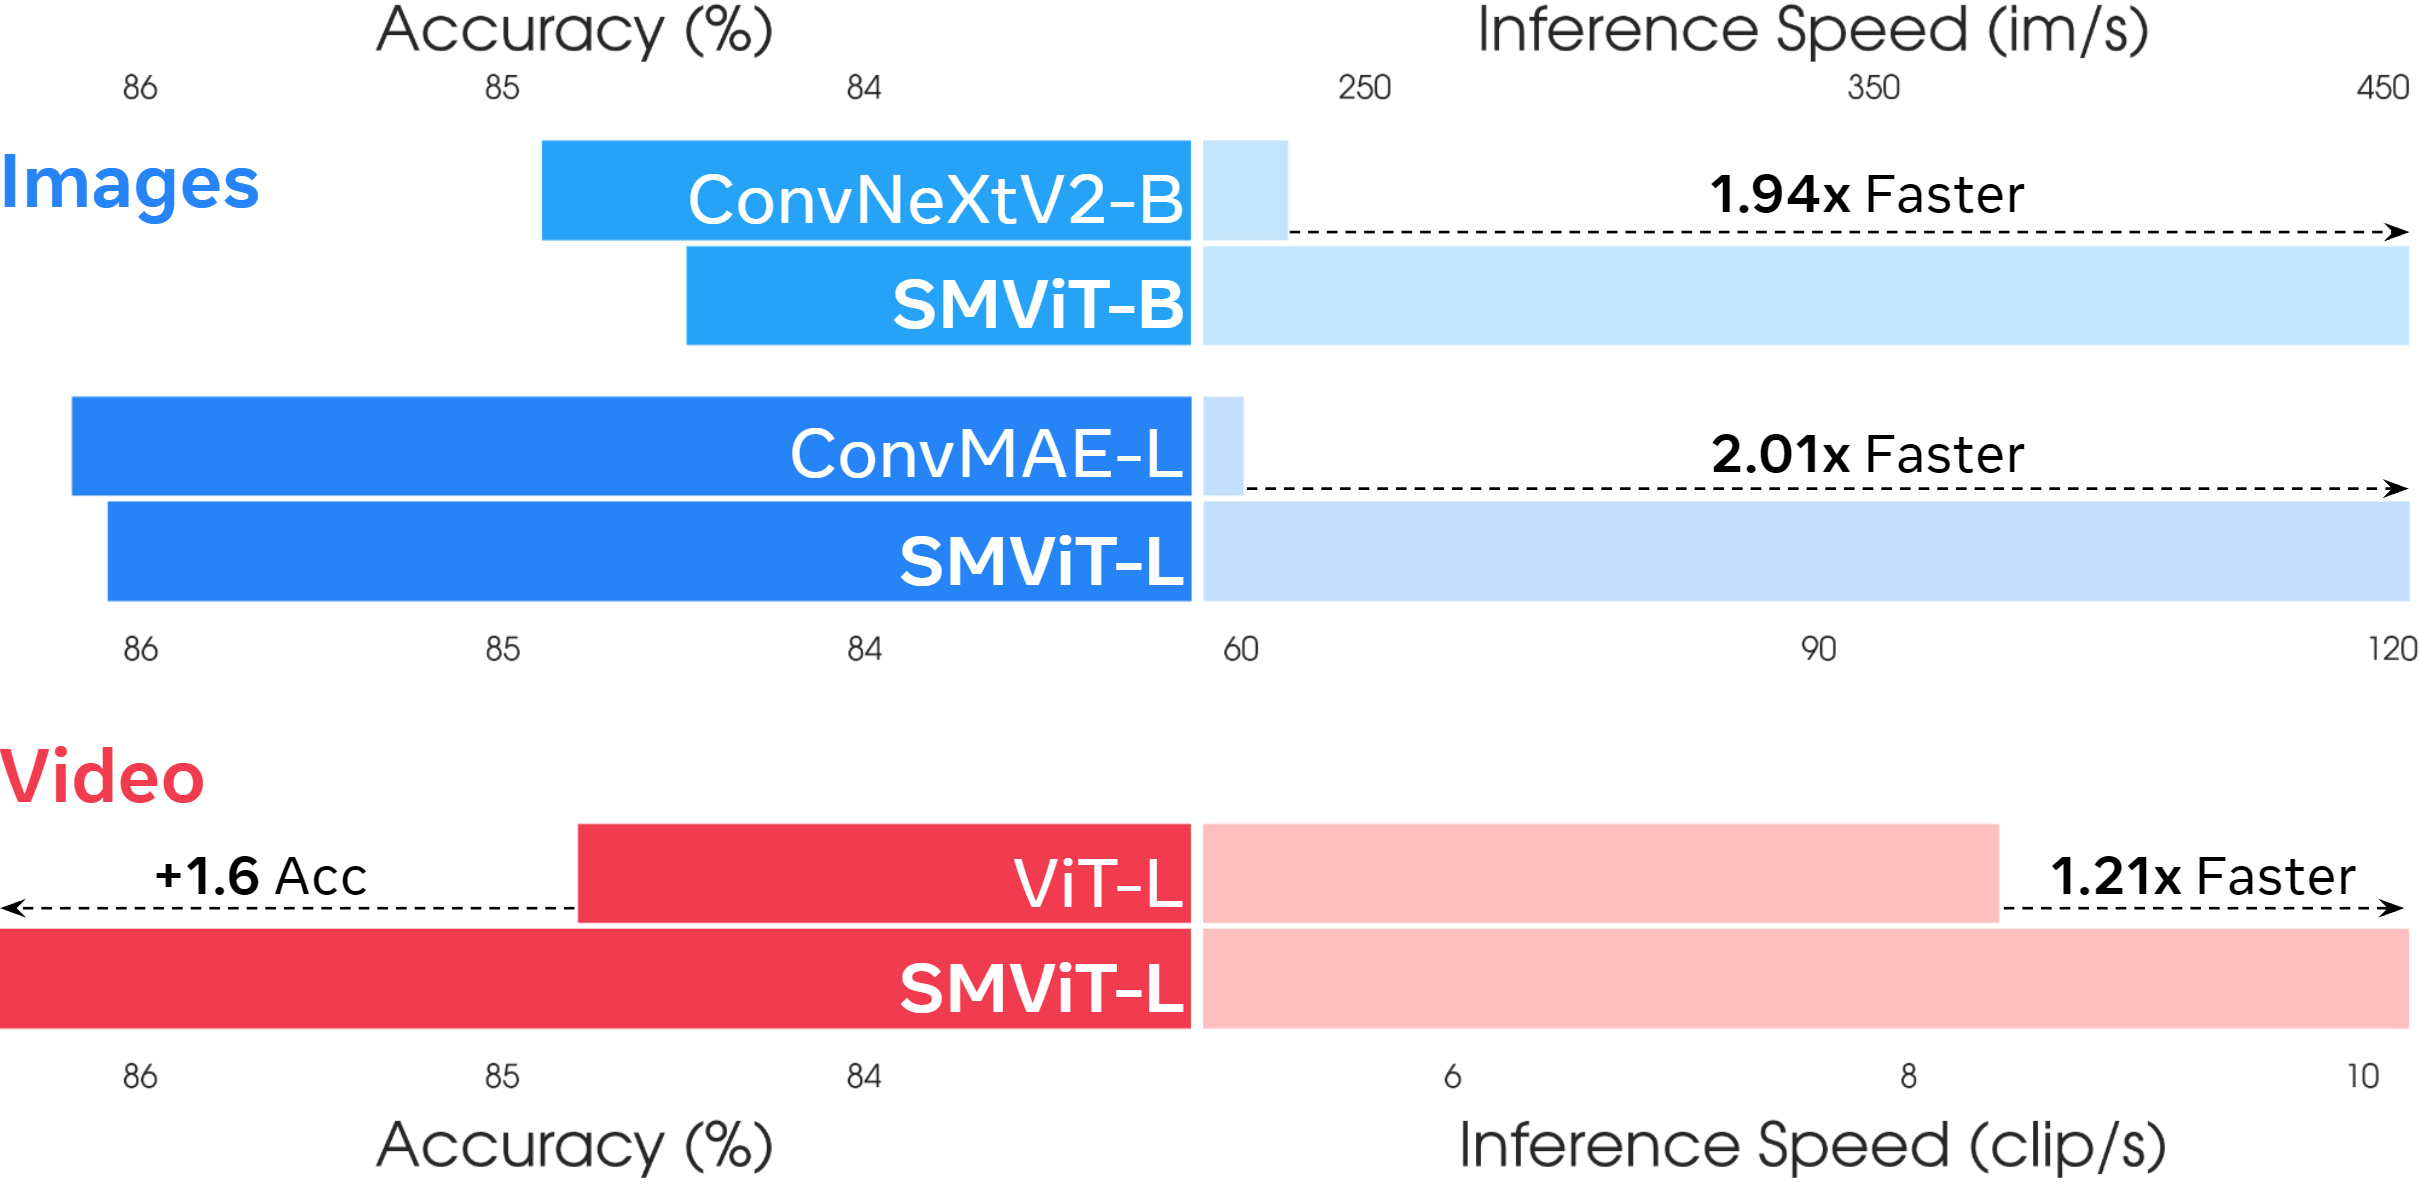 Accuracy (%) Inference Speed (im/s)
86 85 84 250 350 450
Images
ConvNeXtV2-B 1.94x Faster
SMViT-B
ConvMAE-L 2.01x Faster
SMViT-L
86 85 84 60 90 120
Video
+1.6 Acc ViT-L 1.21x Faster
SMViT-L
86 85 84 6 8 10
Accuracy (%) Inference Speed (clip/s)